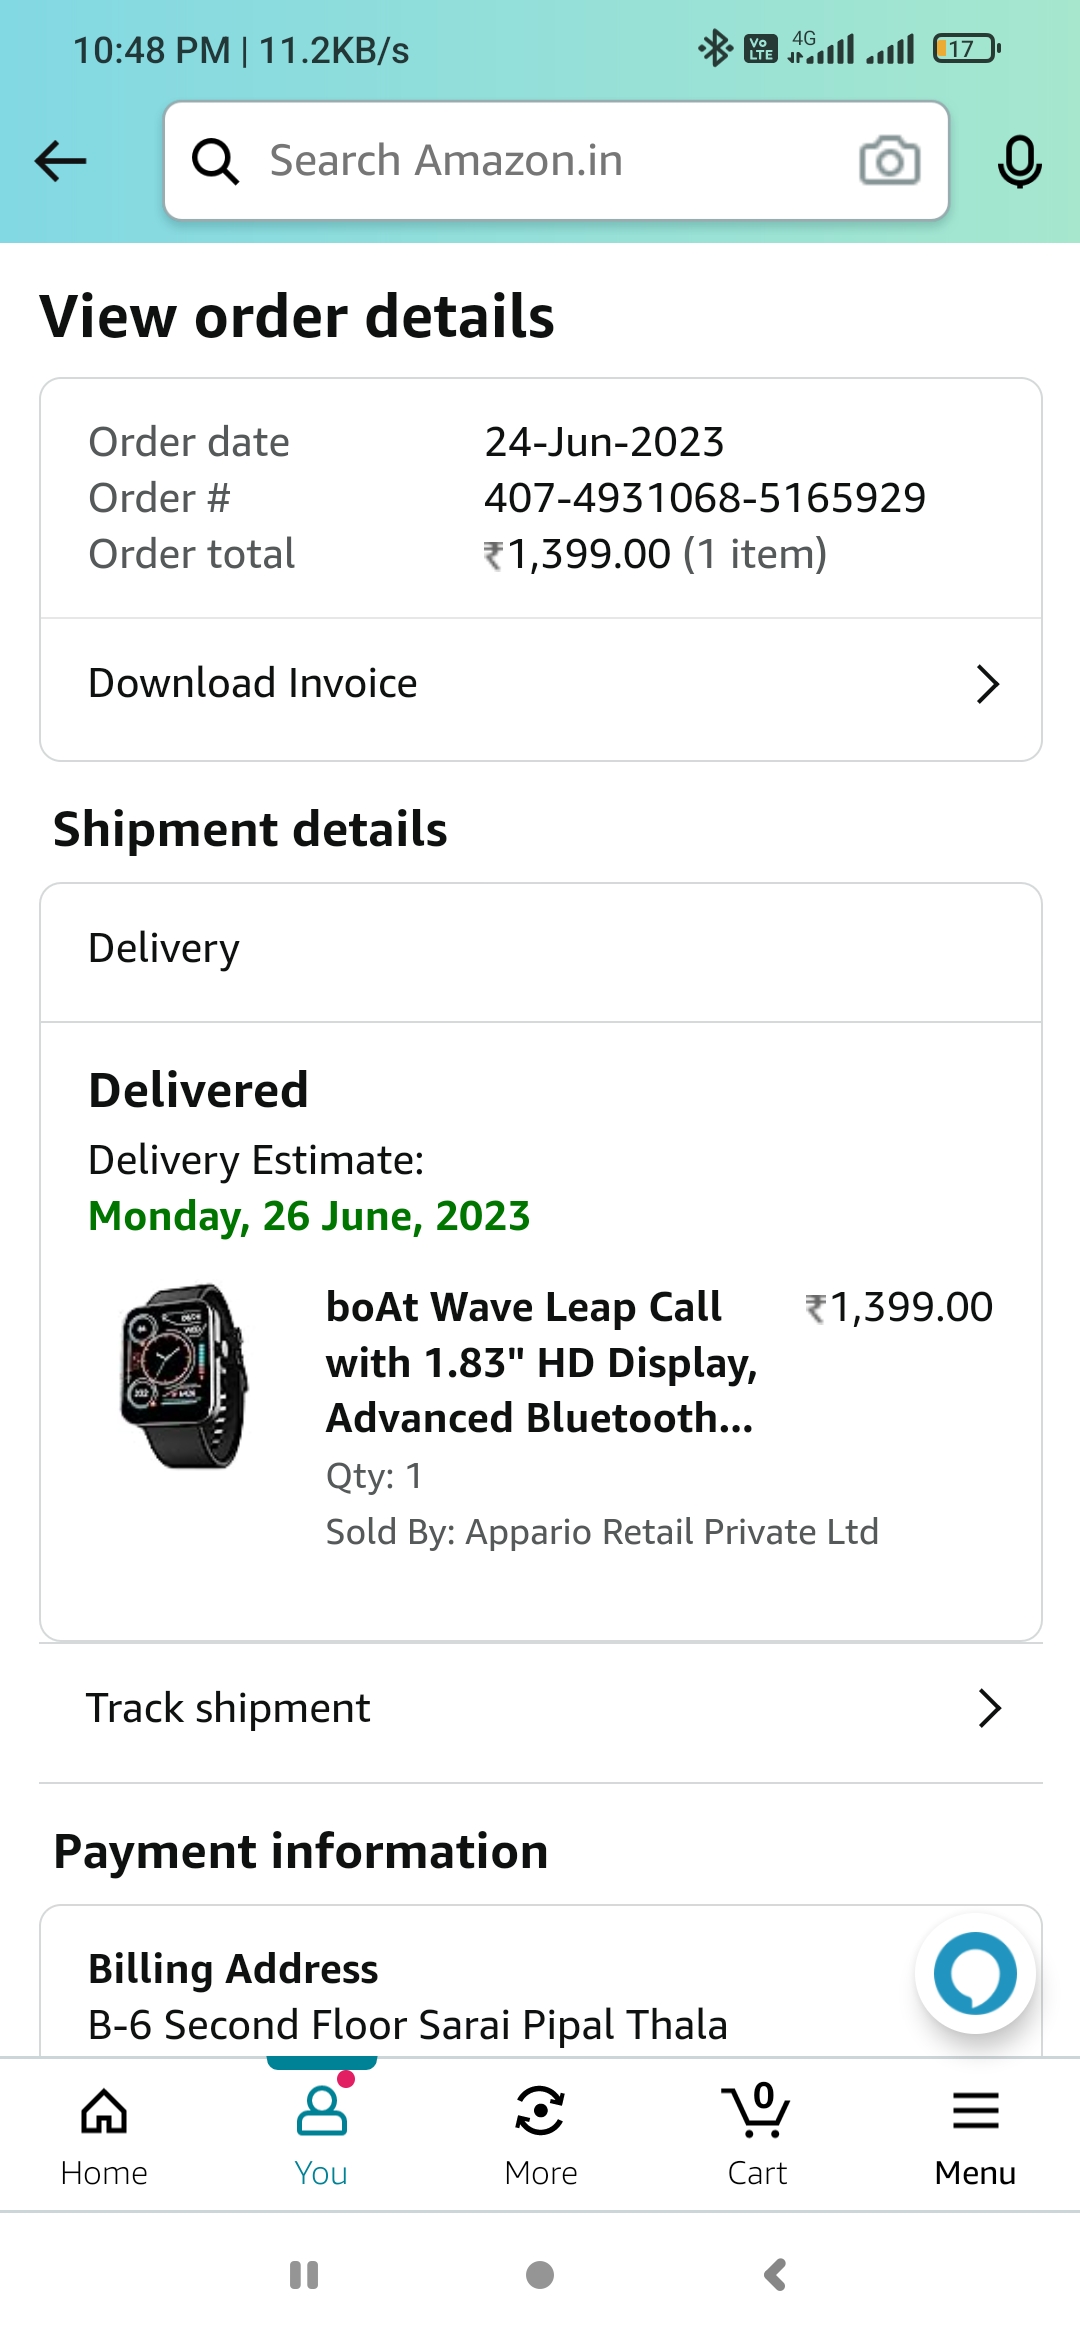 10:48 PM | 11.2KB/s Vo LTE 4G 17
Search Amazon.in
View order details
Order date 24-Jun-2023
Order # 407-4931068-5165929
Order total ₹1,399.00 (1 item)
Download Invoice
Shipment details
Delivery
Delivered
Delivery Estimate:
Monday, 26 June, 2023
boAt Wave Leap Call ₹1,399.00
with 1.83" HD Display,
Advanced Bluetooth...
Qty: 1
Sold By: Appario Retail Private Ltd
Track shipment
Payment information
Billing Address
B-6 Second Floor Sarai Pipal Thala
0
Home You More Cart Menu